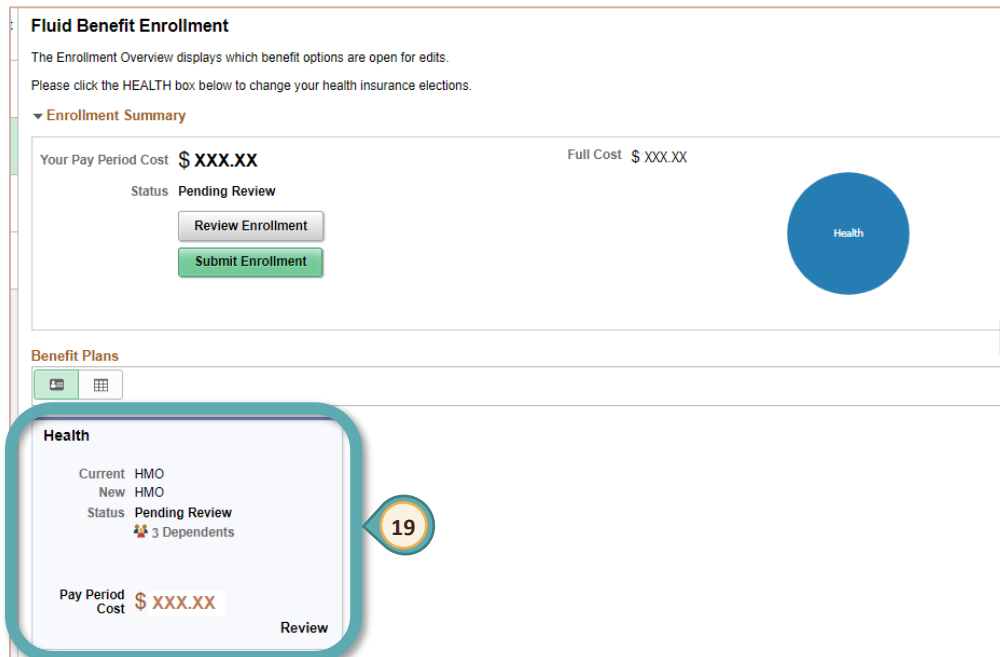 Fluid Benefit Enrollment
The Enrollment Overview displays which benefit options are open for edits.
Please click the HEALTH box below to change your health insurance elections.
Enrollment Summary
Your Pay Period Cost $ XXX.XX
Full Cost $ XXX.XX
Status Pending Review
Review Enrollment
Health
Submit Enrollment
Benefit Plans
Health
Current HMO
New HMO
Status Pending Review
3 Dependents
19
Pay Period
Cost $ XXX.XX
Review